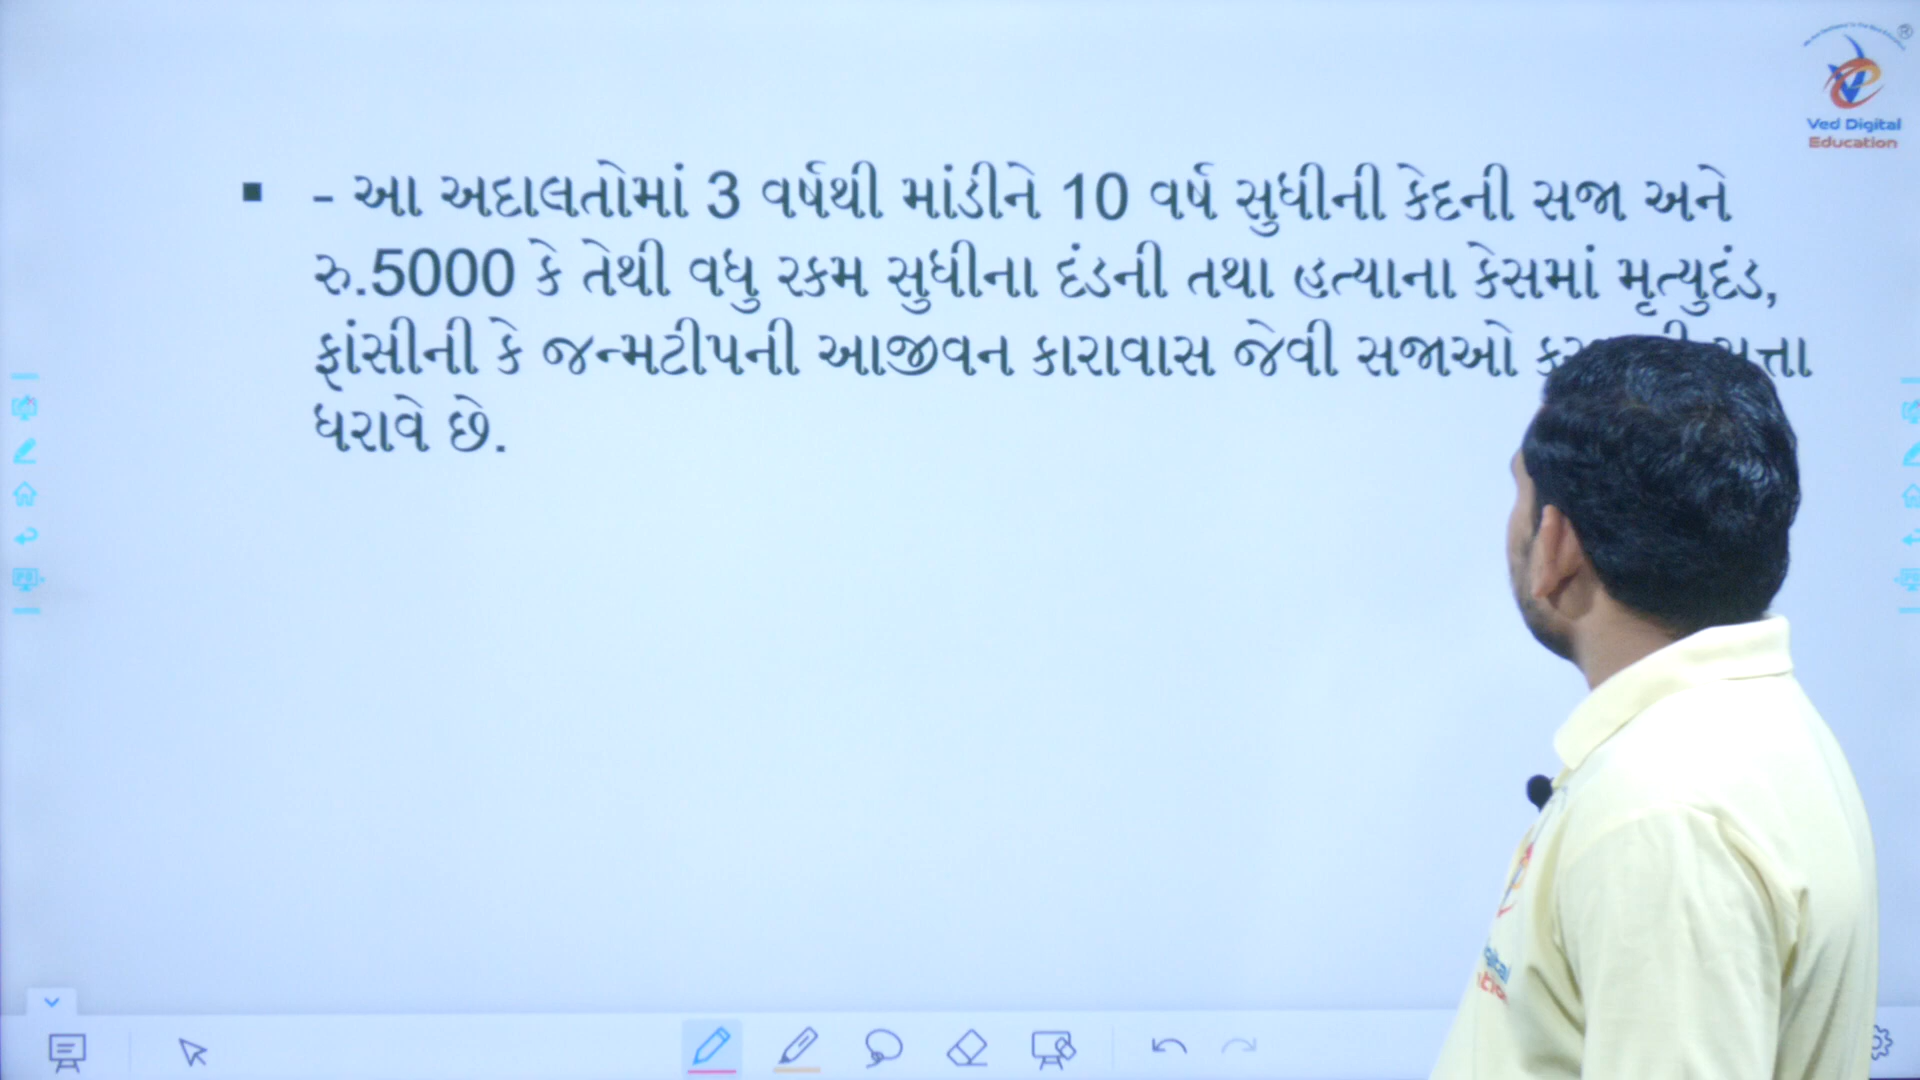 Ved Digital
Education
- આ અદાલતોમાં 3 વર્ષથી માંડીને 10 વર્ષ સુધીની કેદની સજા અને
રુ.5000 કે તેથી વધુ રકમ સુધીના દંડની તથા હત્યાના કેસમાં મૃત્યુદંડ,
ફાંસીની કે જન્મટીપની આજીવન કારાવાસ જેવી સજાઓ
ધરાવે છે.